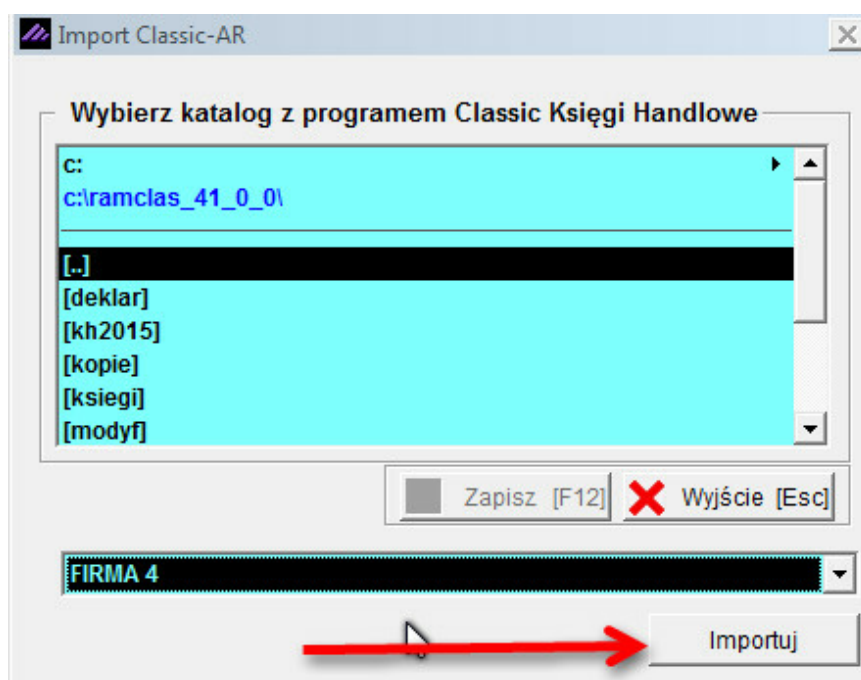 Import Classic-AR
Wybierz katalog z programem Classic Księgi Handlowe
c:
c:\ramclas_41_0_0\
[..]
[deklar]
[kh2015]
[kopie]
[ksiegi]
[modyf]
Zapisz [F12] Wyjście [Esc]
FIRMA 4
Importuj